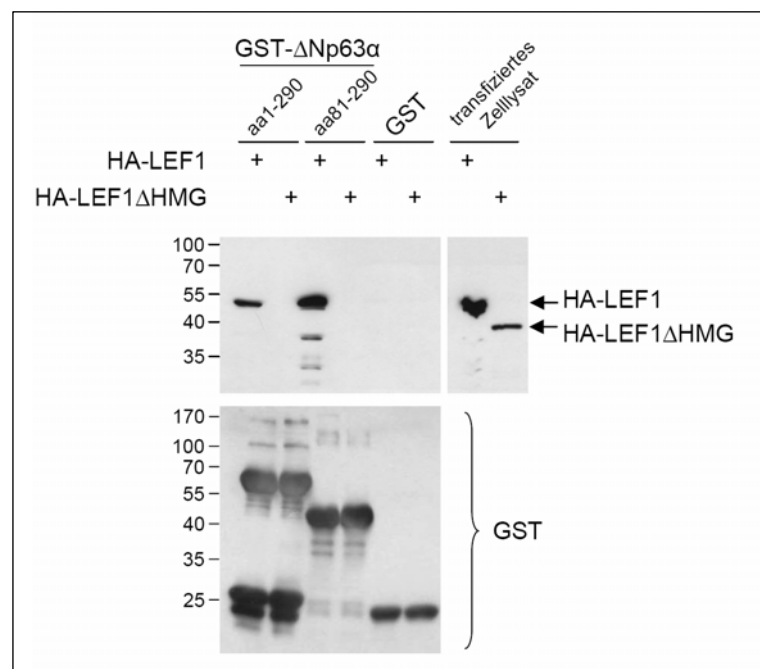 GST-ΔNp63α
aa1-290 aa81-290 GST transfiziertes Zelllysat
HA-LEF1 + + + +
HA-LEF1ΔHMG + + + +
100
70
55
40
35
HA-LEF1
HA-LEF1ΔHMG
170
100
70
55
40
35
25
GST